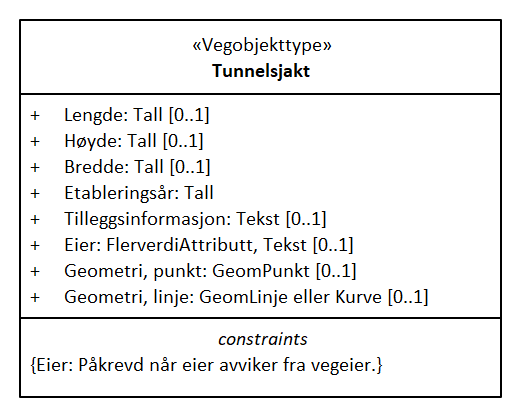 «Vegobjekttype»
Tunnelsjakt
+ Lengde: Tall [0..1]
+ Høyde: Tall [0..1]
+ Bredde: Tall [0..1]
+ Etableringsår: Tall
+ Tilleggsinformasjon: Tekst [0..1]
+ Eier: FlerverdiAttributt, Tekst [0..1]
+ Geometri, punkt: GeomPunkt [0..1]
+ Geometri, linje: GeomLinje eller Kurve [0..1]
constraints
{Eier: Påkrevd når eier avviker fra vegeier.}